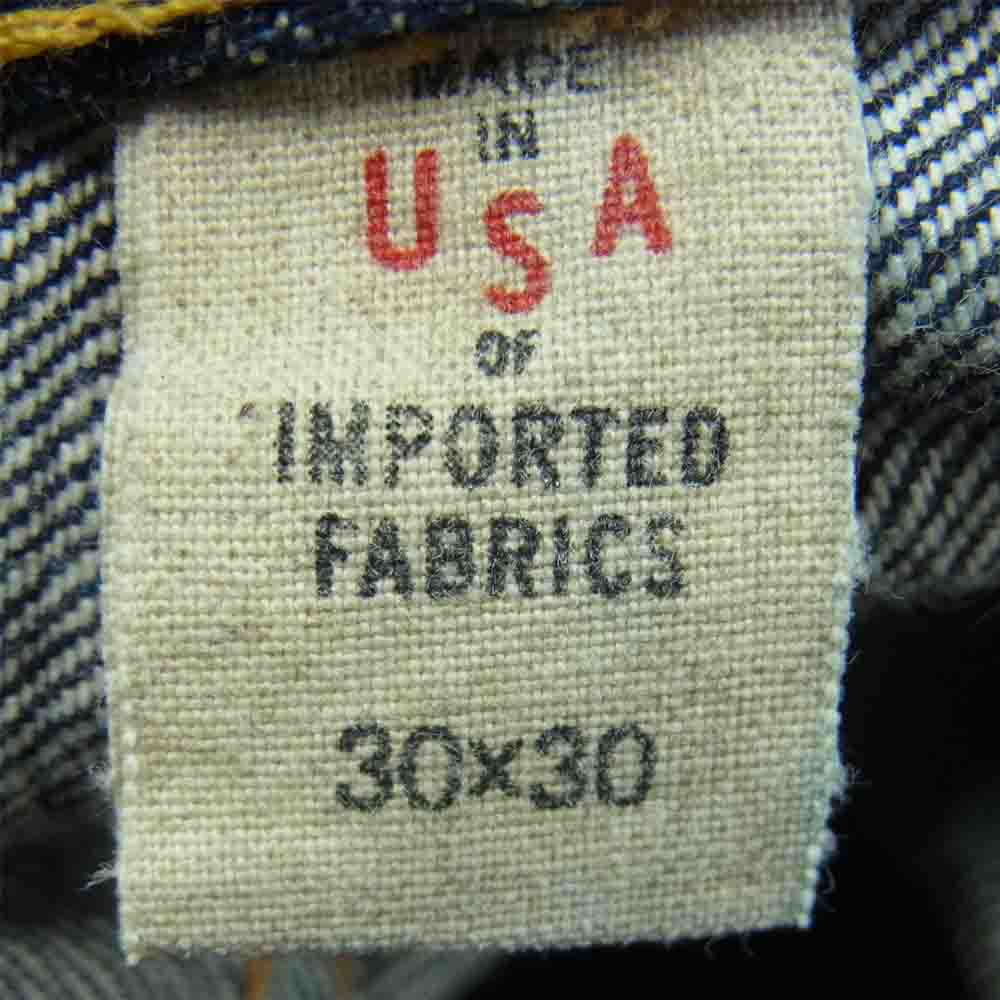 MADE
IN
USA
OF
IMPORTED
FABRICS
30x30